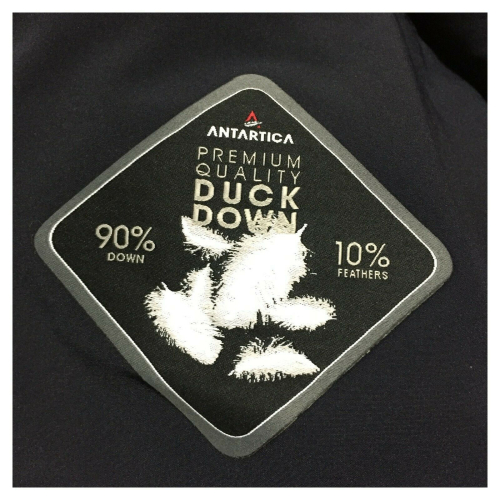 ANTARTICA
PREMIUM
QUALITY
DUCK
DOWN
90%
DOWN
10%
FEATHERS